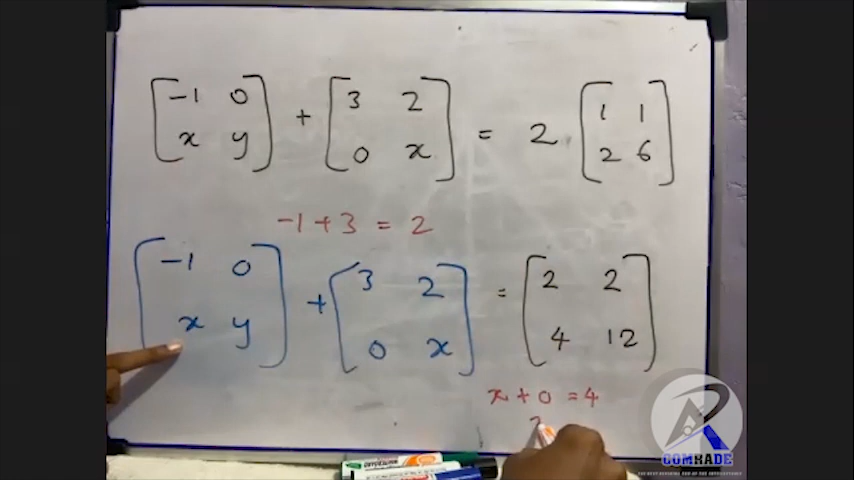 [-1 0] + [3 2] = 2 [1 1]
[x y] [0 x] [2 6]
-1 + 3 = 2
[-1 0] + [3 2] = [2 2]
[x y] [0 x] [4 12]
x + 0 = 4
COMRADE